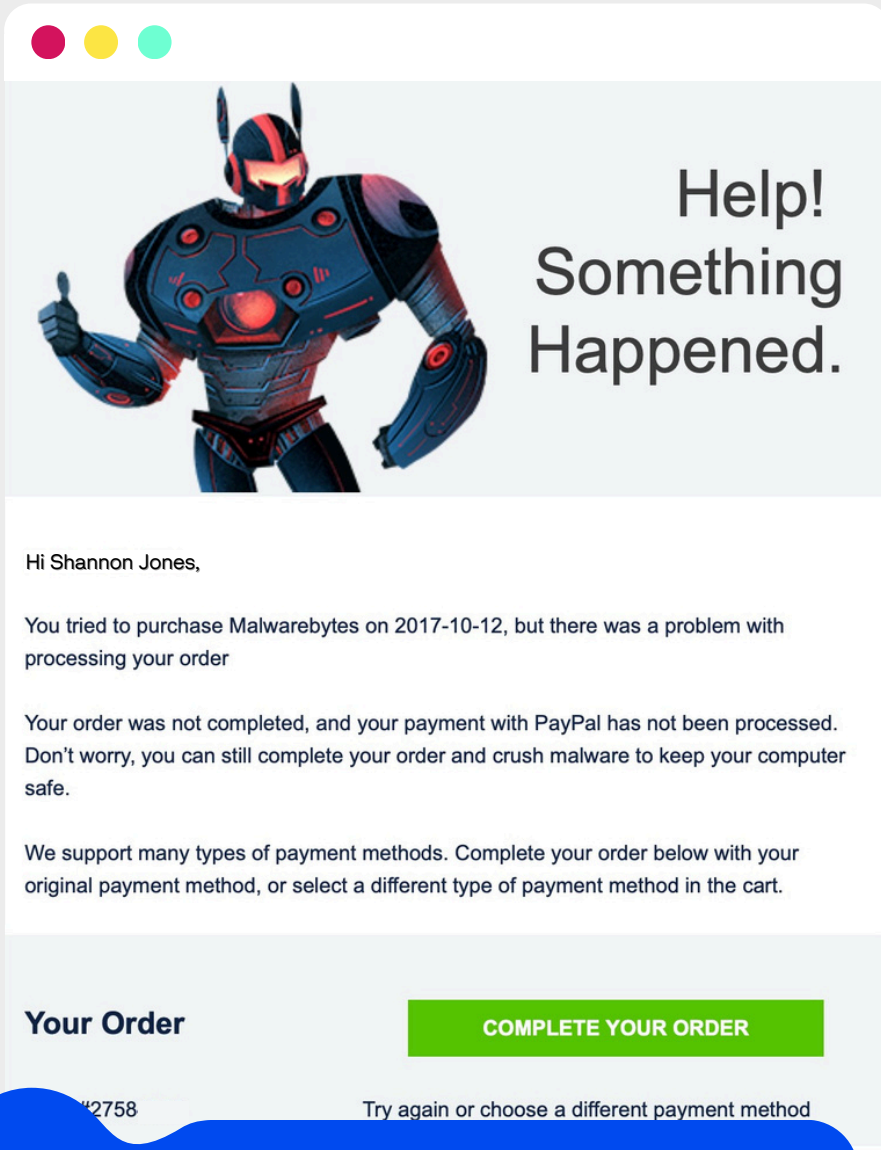 Help!
Something
Happened.
Hi Shannon Jones,
You tried to purchase Malwarebytes on 2017-10-12, but there was a problem with
processing your order
Your order was not completed, and your payment with PayPal has not been processed.
Don’t worry, you can still complete your order and crush malware to keep your computer
safe.
We support many types of payment methods. Complete your order below with your
original payment method, or select a different type of payment method in the cart.
Your Order
COMPLETE YOUR ORDER
#2758
Try again or choose a different payment method